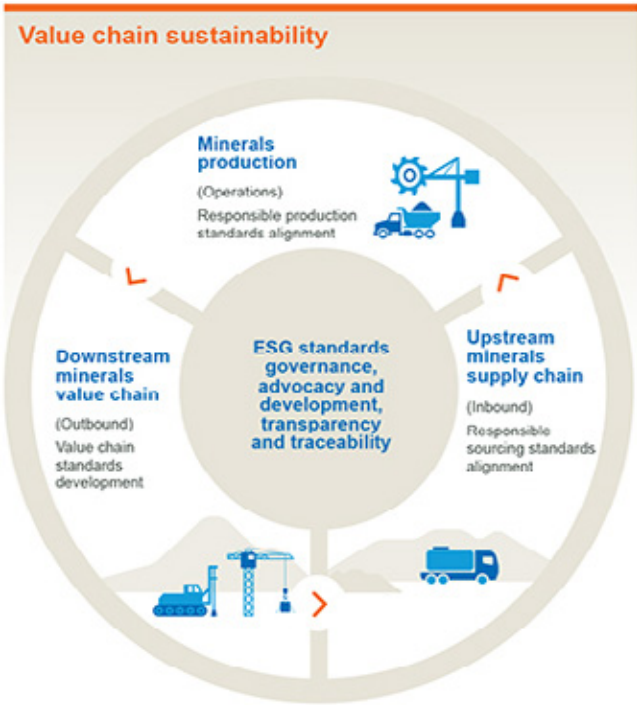 Value chain sustainability
Minerals
production
(Operations)
Responsible production
standards alignment
Downstream
minerals
value chain
(Outbound)
Value chain
standards
development
ESG standards
governance,
advocacy and
development,
transparency
and traceability
Upstream
minerals
supply chain
(Inbound)
Responsible
sourcing standards
alignment